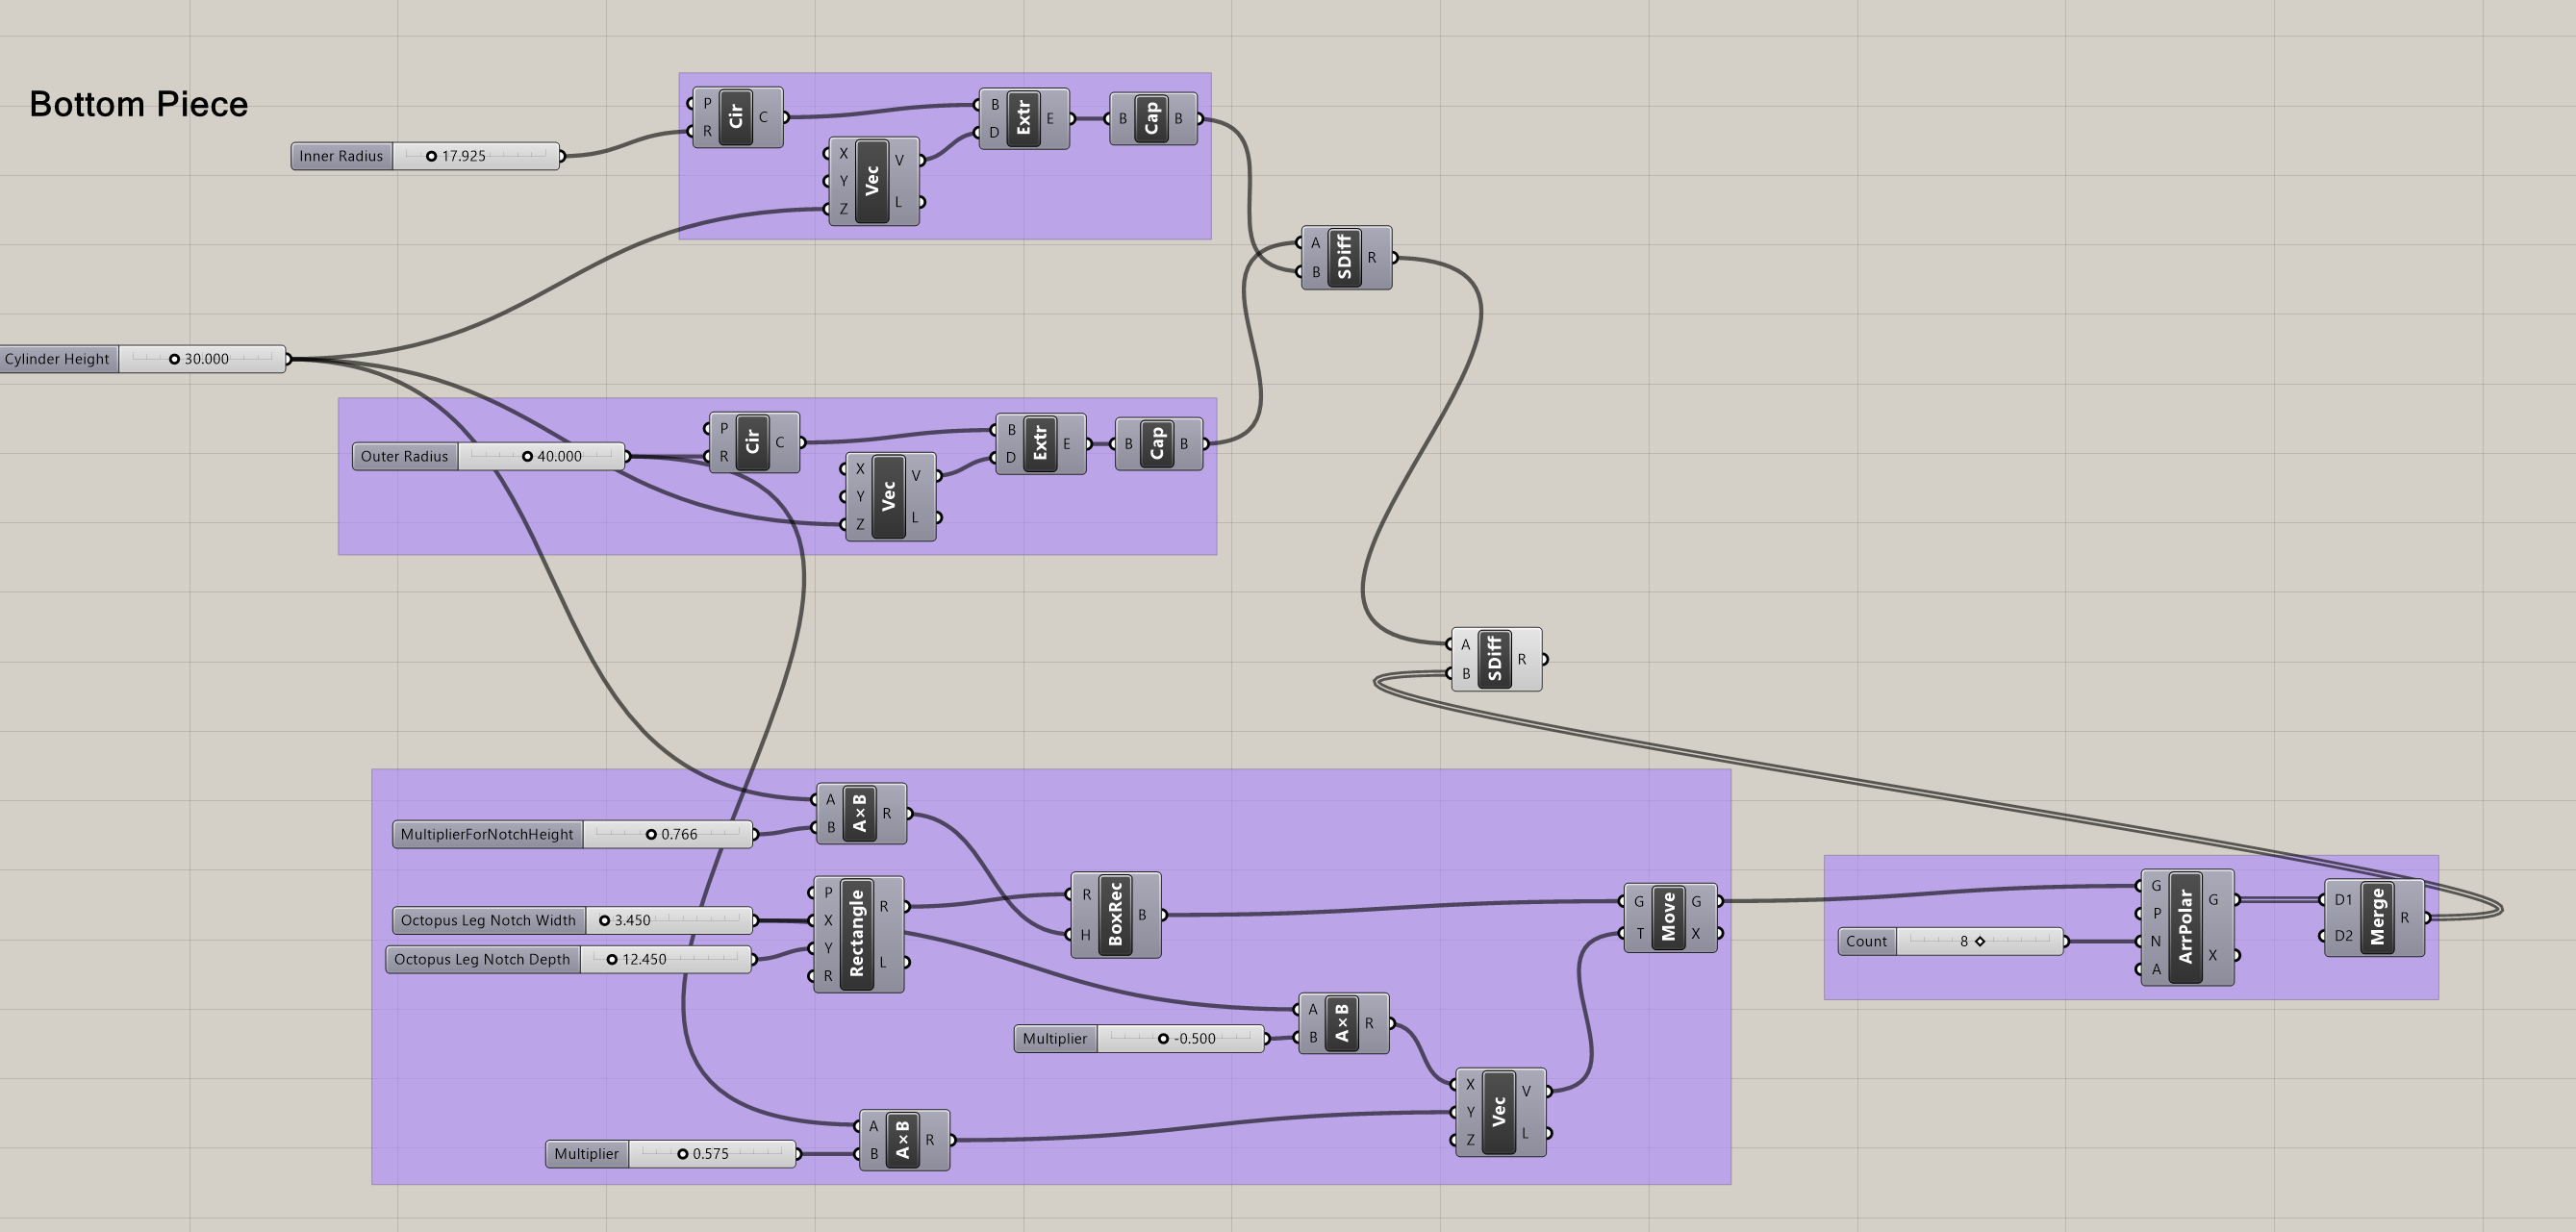 Bottom Piece
P
R
Cir
C
B
D
Extr
E
B
Cap
B
Inner Radius
17.925
X
Y
Z
Vec
V
L
A
B
SDiff
R
Cylinder Height
30.000
Outer Radius
40.000
P
R
Cir
C
B
D
Extr
E
B
Cap
B
X
Y
Z
Vec
V
L
A
B
SDiff
R
MultiplierForNotchHeight
0.766
A
B
A×B
R
Octopus Leg Notch Width
3.450
Octopus Leg Notch Depth
12.450
P
X
Y
R
Rectangle
R
L
R
H
BoxRec
B
G
T
Move
G
X
Count
8
G
P
N
A
ArrPolar
G
X
D1
D2
Merge
R
Multiplier
-0.500
A
B
A×B
R
X
Y
Z
Vec
V
L
Multiplier
0.575
A
B
A×B
R